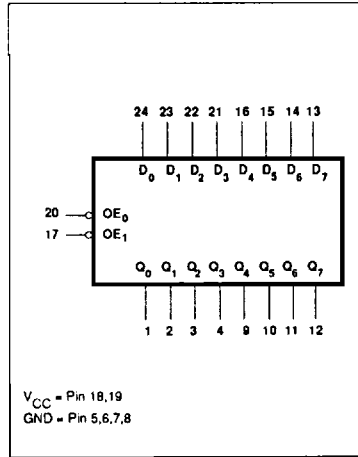 24 23 22 21 16 15 14 13
D0 D1 D2 D3 D4 D5 D6 D7
20 OE0
17 OE1
Q0 Q1 Q2 Q3 Q4 Q5 Q6 Q7
1 2 3 4 9 10 11 12
VCC = Pin 18,19
GND = Pin 5,6,7,8